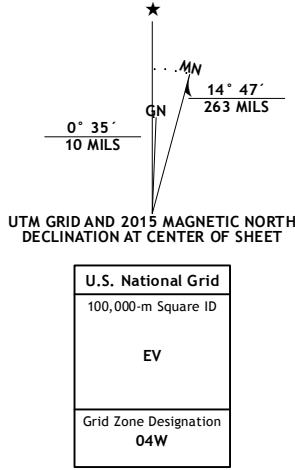 ★
MN
GN
14° 47´
263 MILS
0° 35´
10 MILS
UTM GRID AND 2015 MAGNETIC NORTH
DECLINATION AT CENTER OF SHEET
U.S. National Grid
100,000-m Square ID
EV
Grid Zone Designation
04W